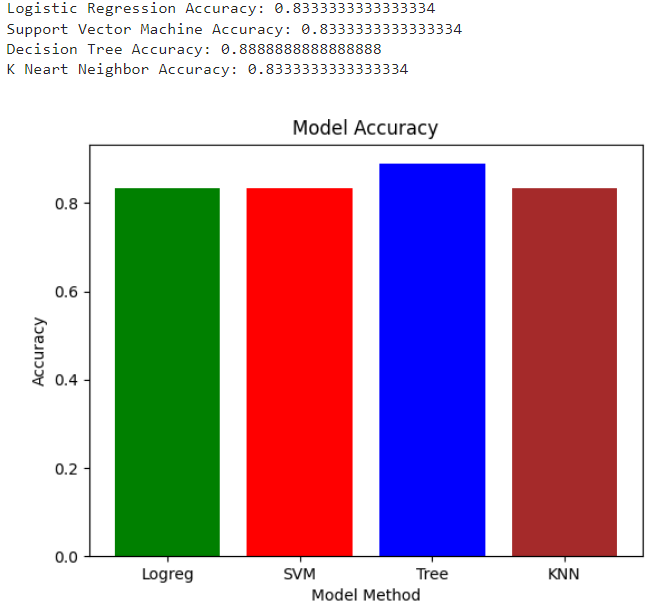 Logistic Regression Accuracy: 0.8333333333333334
Support Vector Machine Accuracy: 0.8333333333333334
Decision Tree Accuracy: 0.8888888888888888
K Neart Neighbor Accuracy: 0.8333333333333334
Model Accuracy
0.8
0.6
0.4
0.2
0.0
Accuracy
Logreg SVM Tree KNN
Model Method